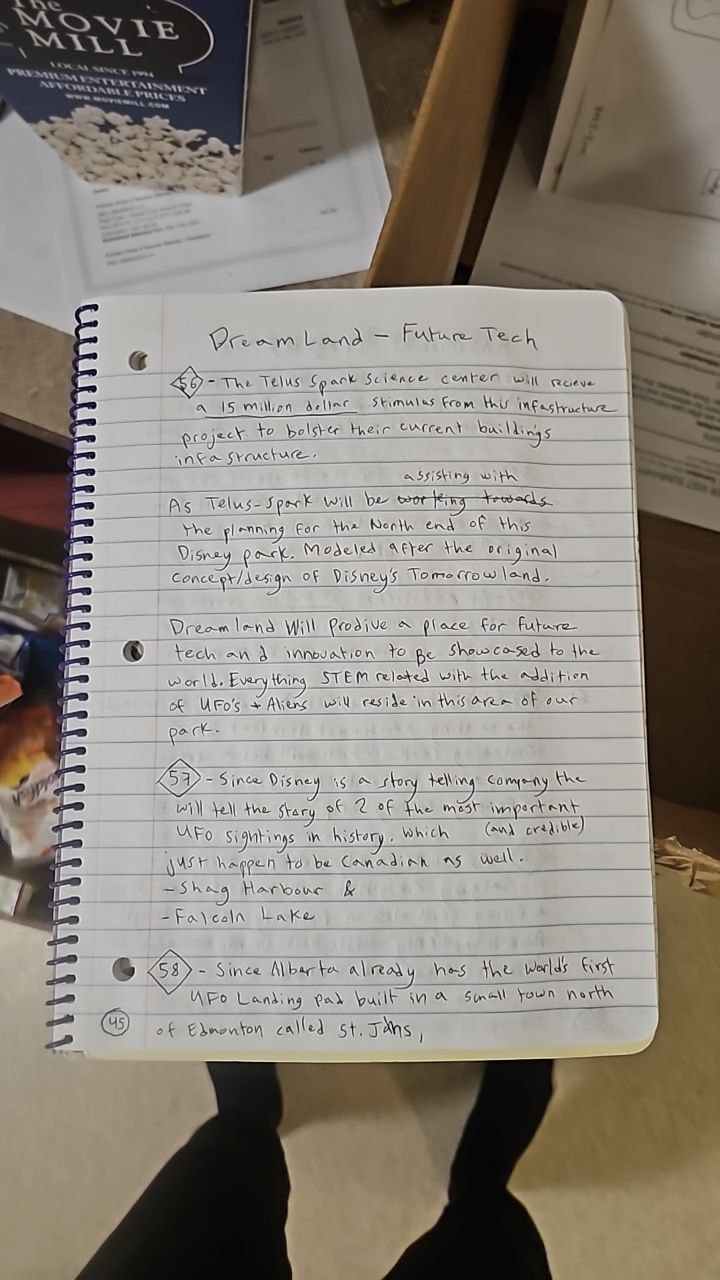 The
MOVIE
MILL
LOCAL SINCE 1994
PREMIUM ENTERTAINMENT
AFFORDABLE PRICES
WWW.MOVIEMILL.COM
DreamLand - Future Tech
56 - The Telus Spark Science center will recieve
a 15 million dollar stimulus from this infastructure
project to bolster their current buildings
infastructure.
assisting with
As Telus-Spark will be working towards
the planning for the North end of this
Disney park. Modeled after the original
concept/design of Disney's Tomorrowland.
Dreamland Will Prodive a place for future
tech and innovation to be showcased to the
world. Everything STEM related with the addition
of UFO's + Aliens will reside in this area of our
park.
57 - Since Disney is a story telling company the
will tell the story of 2 of the most important
UFO sightings in history. which (and credible)
just happen to be Canadian as well.
- Shag Harbour &
- Falcoln Lake
58 - Since Alberta already has the world's first
UFO Landing pad built in a small town north
45 of Edmonton called St. Johns,